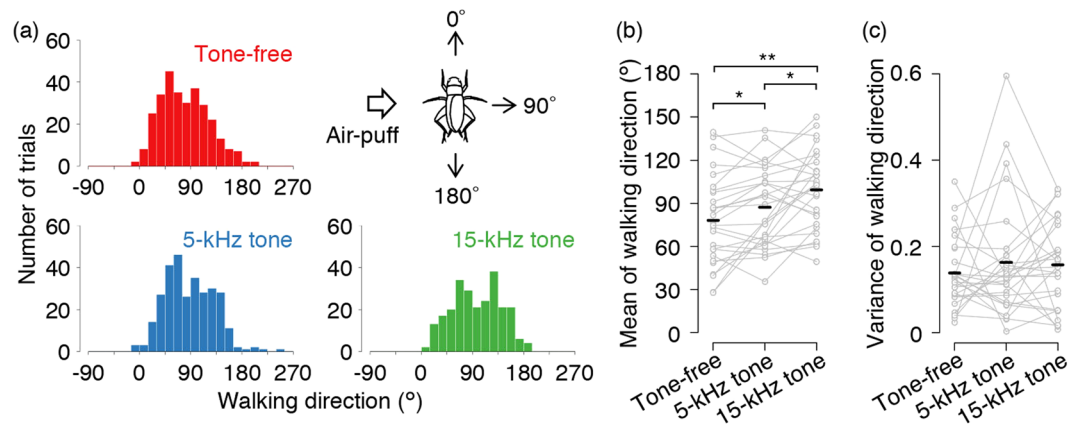 (a)
Number of trials
60
40
20
0
Tone-free
-90 0 90 180 270
0°
90°
180°
Air-puff
60
40
20
0
5-kHz tone
-90 0 90 180 270
60
40
20
0
15-kHz tone
-90 0 90 180 270
Walking direction (°)
(b)
Mean of walking direction (°)
180
150
120
90
60
30
0
**
*
*
Tone-free
5-kHz tone
15-kHz tone
(c)
Variance of walking direction
0.6
0.4
0.2
0
Tone-free
5-kHz tone
15-kHz tone